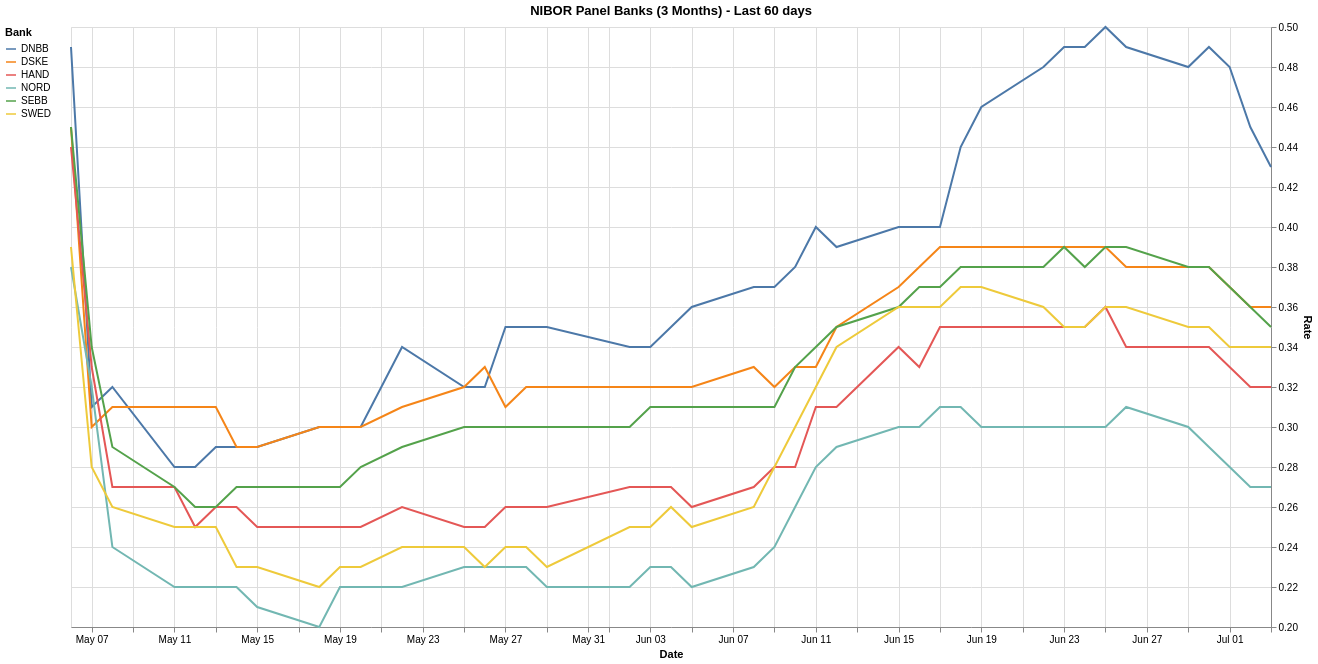 NIBOR Panel Banks (3 Months) - Last 60 days
Bank
DNBB
DSKE
HAND
NORD
SEBB
SWED
0.50
0.48
0.46
0.44
0.42
0.40
0.38
0.36
0.34
0.32
0.30
0.28
0.26
0.24
0.22
0.20
Rate
May 07 May 11 May 15 May 19 May 23 May 27 May 31 Jun 03 Jun 07 Jun 11 Jun 15 Jun 19 Jun 23 Jun 27 Jul 01
Date